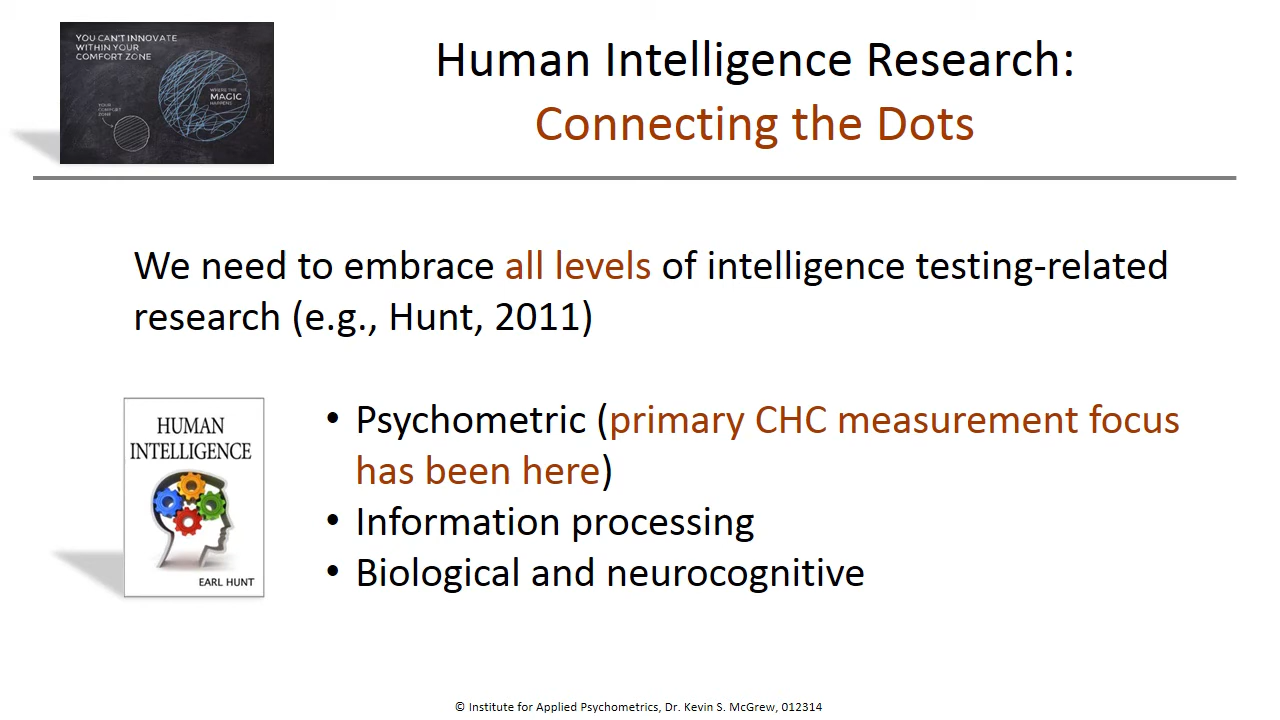 YOU CAN'T INNOVATE
WITHIN YOUR
COMFORT ZONE
WHERE THE
MAGIC
HAPPENS
YOUR
COMFORT
ZONE
Human Intelligence Research:
Connecting the Dots
We need to embrace all levels of intelligence testing-related
research (e.g., Hunt, 2011)
HUMAN
INTELLIGENCE
EARL HUNT
• Psychometric (primary CHC measurement focus
has been here)
• Information processing
• Biological and neurocognitive
© Institute for Applied Psychometrics, Dr. Kevin S. McGrew, 012314